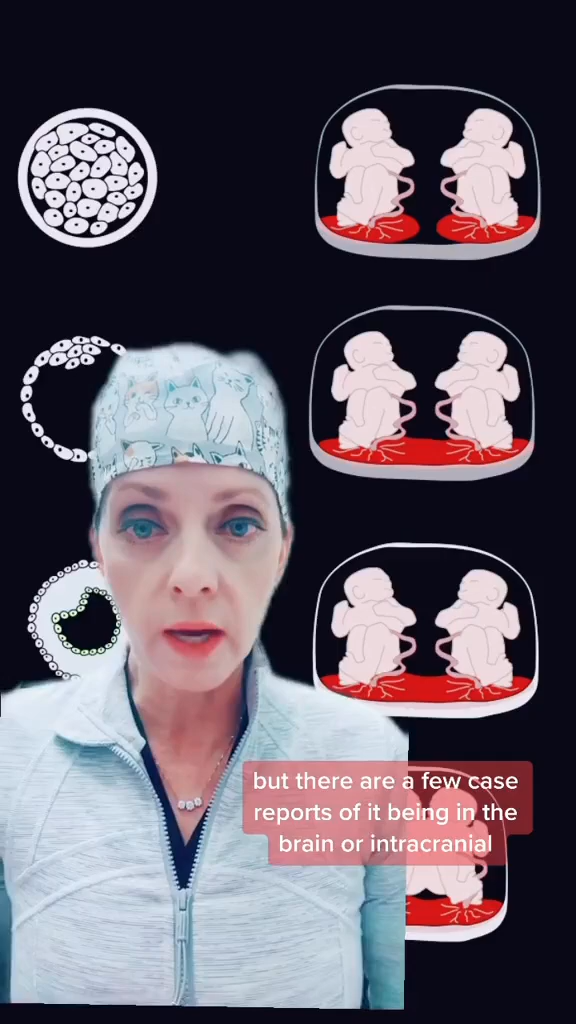 but there are a few case
reports of it being in the
brain or intracranial